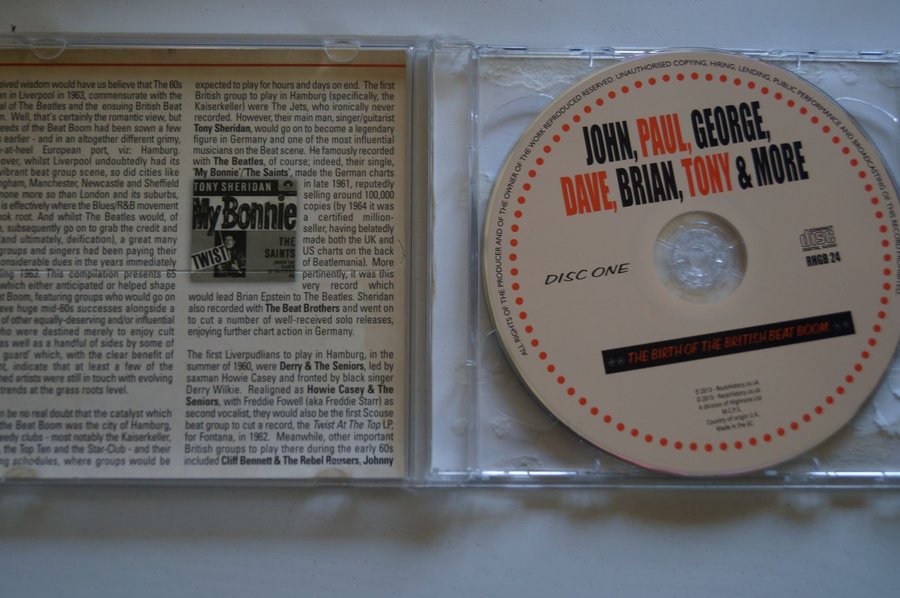 ceived wisdom would have us believe that The 60s
n in Liverpool in 1963, commensurate with the
al of The Beatles and the ensuing British Beat
m. Well, that's certainly the romantic view, but
eeds of the Beat Boom had been sown a few
s earlier - and in an altogether different grimy,
-at-heel European port, viz: Hamburg.
over, whilst Liverpool undoubtedly had its
vibrant beat group scene, so did cities like
ngham, Manchester, Newcastle and Sheffield
none more so than London and its suburbs,
is effectively where the Blues/R&B movement
ook root. And whilst The Beatles would, of
, subsequently go on to grab the credit and
and ultimately, deification), a great many
groups and singers had been paying their
onsiderable dues in the years immediately
ling 1963. This compilation presents 65
which either anticipated or helped shape
at Boom, featuring groups who would go on
eve huge mid-60s successes alongside a
of other equally-deserving and/or influential
ho were destined merely to enjoy cult
as well as a handful of sides by some of
guard' which, with the clear benefit of
nt, indicate that at least a few of the
hed artists were still in touch with evolving
trends at the grass roots level.
n be no real doubt that the catalyst which
he Beat Boom was the city of Hamburg,
eedy clubs - most notably the Kaiserkeller,
, the Top Ten and the Star-Club - and their
ng schedules, where groups would be
expected to play for hours and days on end. The first
British group to play in Hamburg (specifically, the
Kaiserkeller) were The Jets, who ironically never
recorded. However, their main man, singer/guitarist
Tony Sheridan, would go on to become a legendary
figure in Germany and one of the most influential
musicians on the Beat scene. He famously recorded
with The Beatles, of course; indeed, their single,
'My Bonnie'/'The Saints', made the German charts
in late 1961, reputedly
selling around 100,000
copies (by 1964 it was
a certified million-
seller, having belatedly
made both the UK and
US charts on the back
of Beatlemania). More
pertinently, it was this
very record which
would lead Brian Epstein to The Beatles. Sheridan
also recorded with The Beat Brothers and went on
to cut a number of well-received solo releases,
enjoying further chart action in Germany.
The first Liverpudlians to play in Hamburg, in the
summer of 1960, were Derry & The Seniors, led by
saxman Howie Casey and fronted by black singer
Derry Wilkie. Realigned as Howie Casey & The
Seniors, with Freddie Fowell (aka Freddie Starr) as
second vocalist, they would also be the first Scouse
beat group to cut a record, the Twist At The Top LP,
for Fontana, in 1962. Meanwhile, other important
British groups to play there during the early 60s
included Cliff Bennett & The Rebel Rousers, Johnny
TONY SHERIDAN
My Bonnie
TWIST
THE
SAINTS
ALL RIGHTS OF THE PRODUCER AND OF THE OWNER OF THE WORK REPRODUCED RESERVED. UNAUTHORISED COPYING, HIRING, LENDING, PUBLIC PERFORMANCE AND BROADCASTING OF THIS RECORD
JOHN, PAUL, GEORGE,
DAVE, BRIAN, TONY & MORE
DISC ONE
COMPACT
disc
DIGITAL AUDIO
RHGB 24
THE BIRTH OF THE BRITISH BEAT BOOM
℗ 2013 - RockHistory.co.uk
© 2013 - RockHistory.co.uk
A division of Highnote Ltd
M.C.P.S.
Country of origin U.K.
Made in the EC